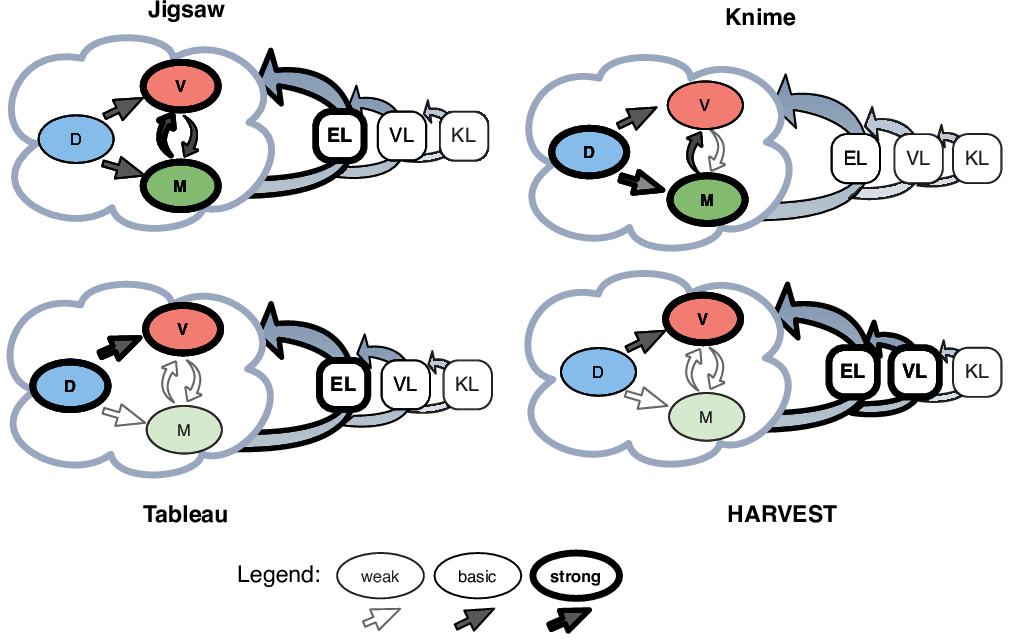 Jigsaw
Knime
V
D
M
EL
VL
KL
V
D
M
EL
VL
KL
V
D
M
EL
VL
KL
V
D
M
EL
VL
KL
Tableau
HARVEST
Legend:
weak
basic
strong